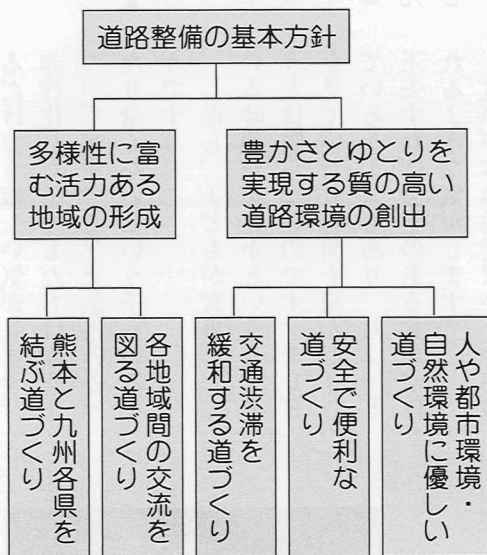 道路整備の基本方針
多様性に富
む活力ある
地域の形成
豊かさとゆとりを
実現する質の高い
道路環境の創出
熊本と九州各県を
結ぶ道づくり
各地域間の交流を
図る道づくり
交通渋滞を
緩和する道づくり
安全で便利な
道づくり
人や都市環境・
自然環境に優しい
道づくり